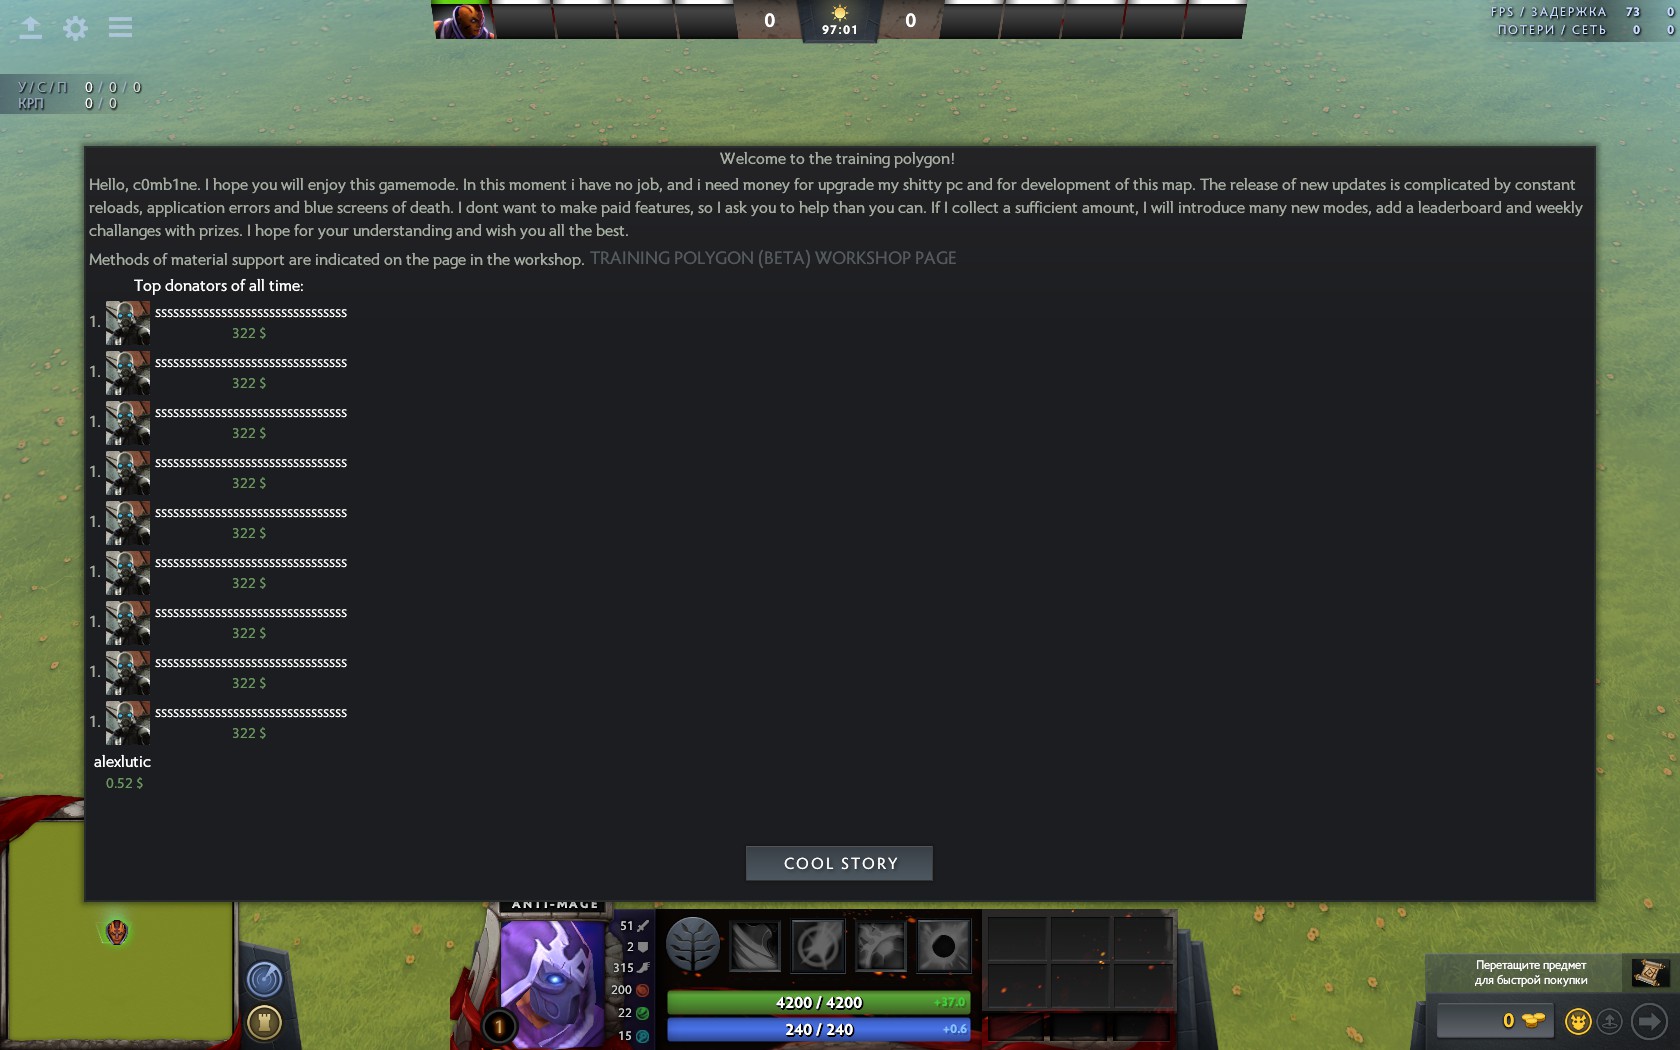 0
97:01
0
FPS / ЗАДЕРЖКА 73 0
ПОТЕРИ / СЕТЬ 0 0
У / С / П 0 / 0 / 0
КРП 0 / 0
Welcome to the training polygon!
Hello, c0mb1ne. I hope you will enjoy this gamemode. In this moment i have no job, and i need money for upgrade my shitty pc and for development of this map. The release of new updates is complicated by constant
reloads, application errors and blue screens of death. I dont want to make paid features, so I ask you to help than you can. If I collect a sufficient amount, I will introduce many new modes, add a leaderboard and weekly
challanges with prizes. I hope for your understanding and wish you all the best.
Methods of material support are indicated on the page in the workshop. TRAINING POLYGON (BETA) WORKSHOP PAGE
Top donators of all time:
1. ssssssssssssssssssssssssssssssss
322 $
1. ssssssssssssssssssssssssssssssss
322 $
1. ssssssssssssssssssssssssssssssss
322 $
1. ssssssssssssssssssssssssssssssss
322 $
1. ssssssssssssssssssssssssssssssss
322 $
1. ssssssssssssssssssssssssssssssss
322 $
1. ssssssssssssssssssssssssssssssss
322 $
1. ssssssssssssssssssssssssssssssss
322 $
1. ssssssssssssssssssssssssssssssss
322 $
alexlutic
0.52 $
COOL STORY
ANTI-MAGE
51
2
315
200
22
15
1
4200 / 4200 +37.0
240 / 240 +0.6
Перетащите предмет
для быстрой покупки
0